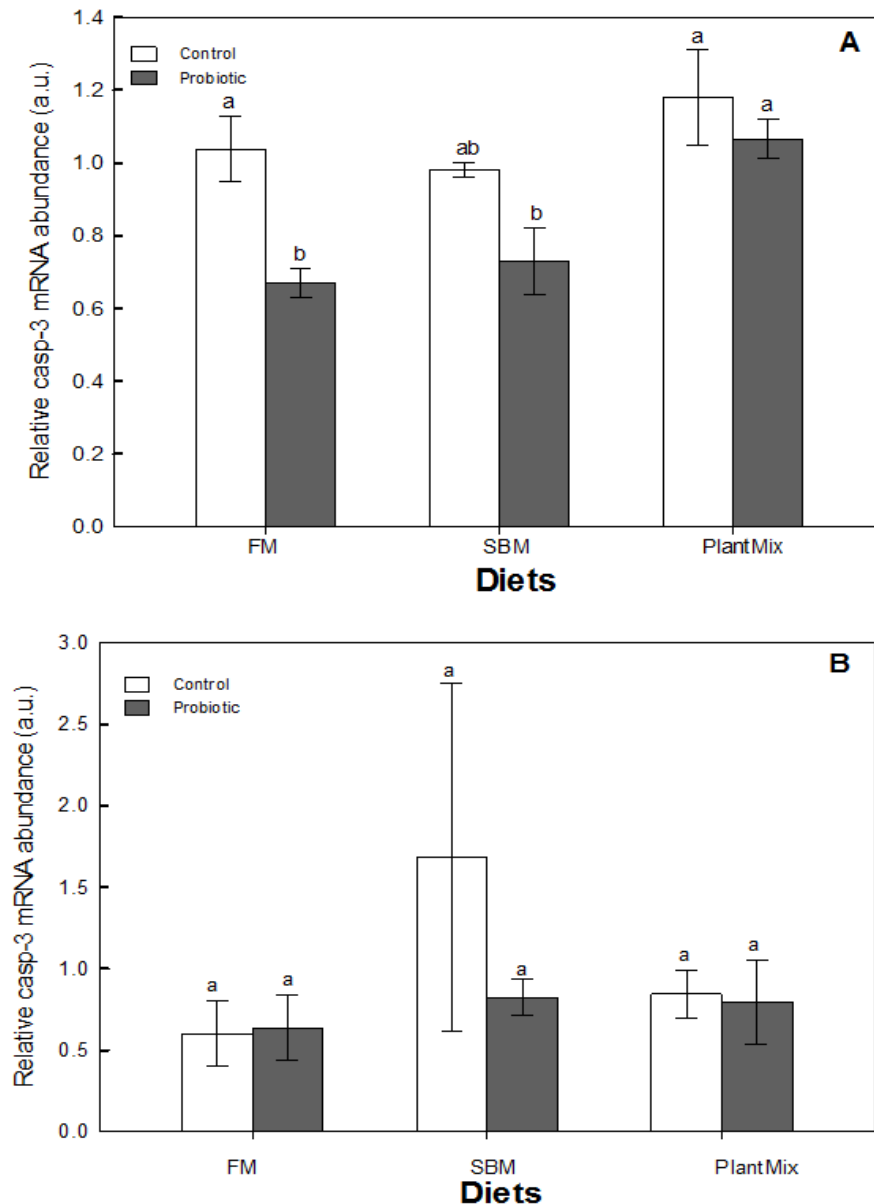 1.4
A
Control
Probiotic
a
a
a
1.2
1.0
ab
b
b
0.8
0.6
0.4
0.2
0.0
Relative casp-3 mRNA abundance (a.u.)
FM SBM PlantMix
Diets
3.0
B
Control
Probiotic
a
2.5
2.0
1.5
1.0
a a a a a
0.5
0.0
Relative casp-3 mRNA abundance (a.u.)
FM SBM PlantMix
Diets